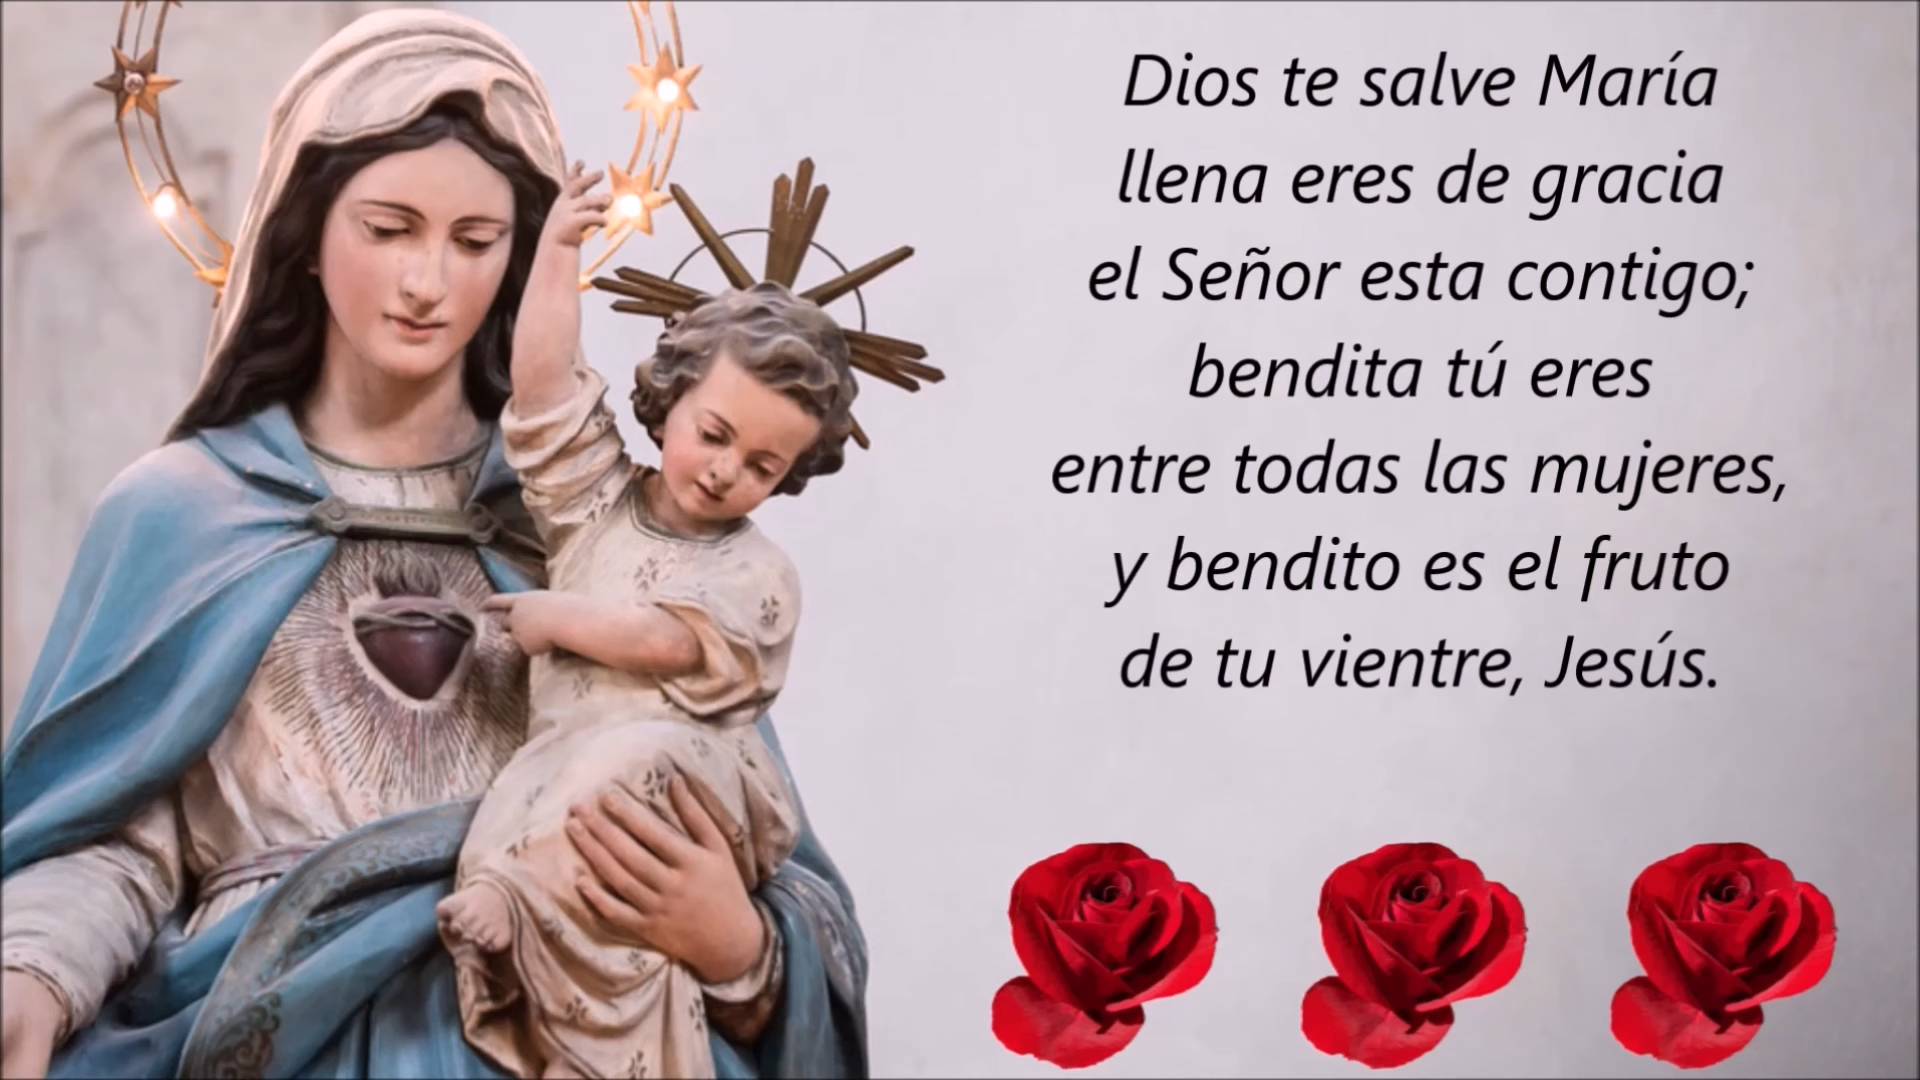 Dios te salve María
llena eres de gracia
el Señor esta contigo;
bendita tú eres
entre todas las mujeres,
y bendito es el fruto
de tu vientre, Jesús.